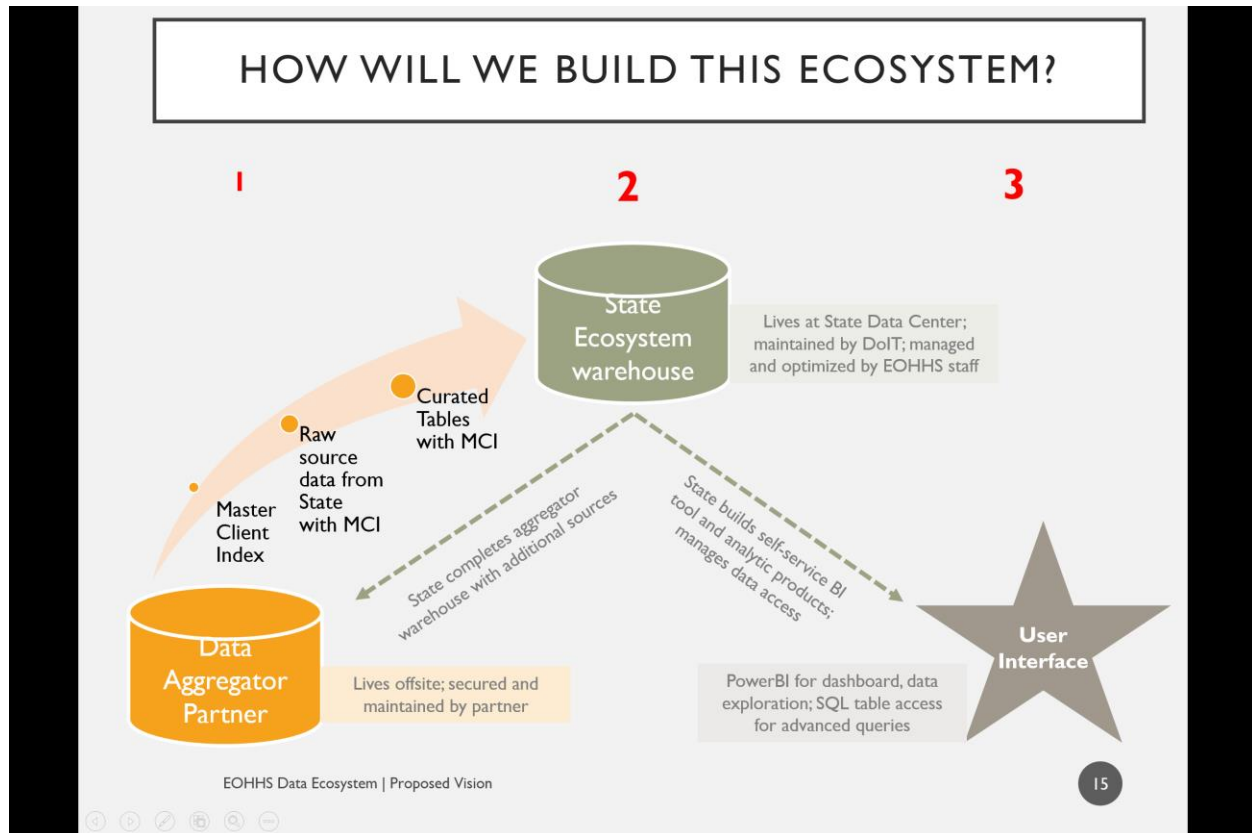 HOW WILL WE BUILD THIS ECOSYSTEM?
1
2
3
State
Ecosystem
warehouse
Lives at State Data Center;
maintained by DoIT; managed
and optimized by EOHHS staff
Curated
Tables
with MCI
Raw
source
data from
State
with MCI
Master
Client
Index
State completes aggregator
warehouse with additional sources
State builds self-service BI
tool and analytic products;
manages data access
Data
Aggregator
Partner
Lives offsite; secured and
maintained by partner
PowerBI for dashboard, data
exploration; SQL table access
for advanced queries
User
Interface
EOHHS Data Ecosystem | Proposed Vision
15